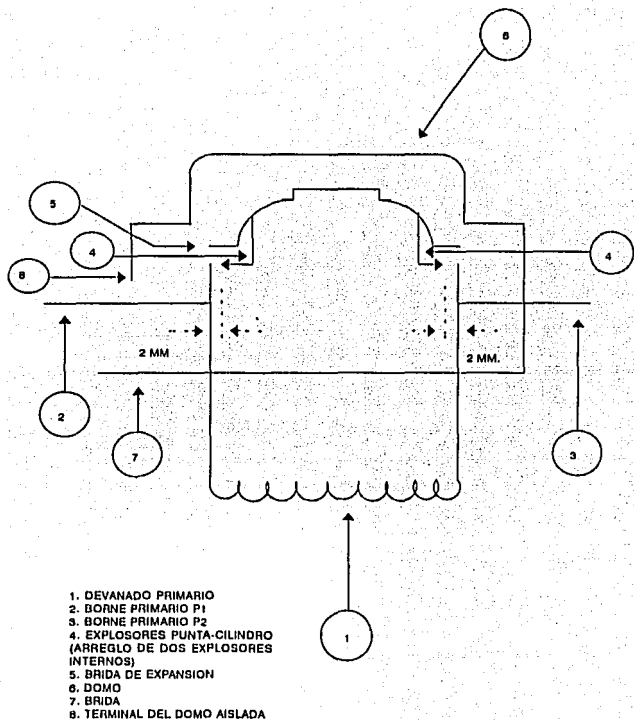 6
5
4
4
8
2 MM
2 MM.
2
7
3
1
1. DEVANADO PRIMARIO
2. BORNE PRIMARIO P1
3. BORNE PRIMARIO P2
4. EXPLOSORES PUNTA-CILINDRO
(ARREGLO DE DOS EXPLOSORES
INTERNOS)
5. BRIDA DE EXPANSION
6. DOMO
7. BRIDA
8. TERMINAL DEL DOMO AISLADA